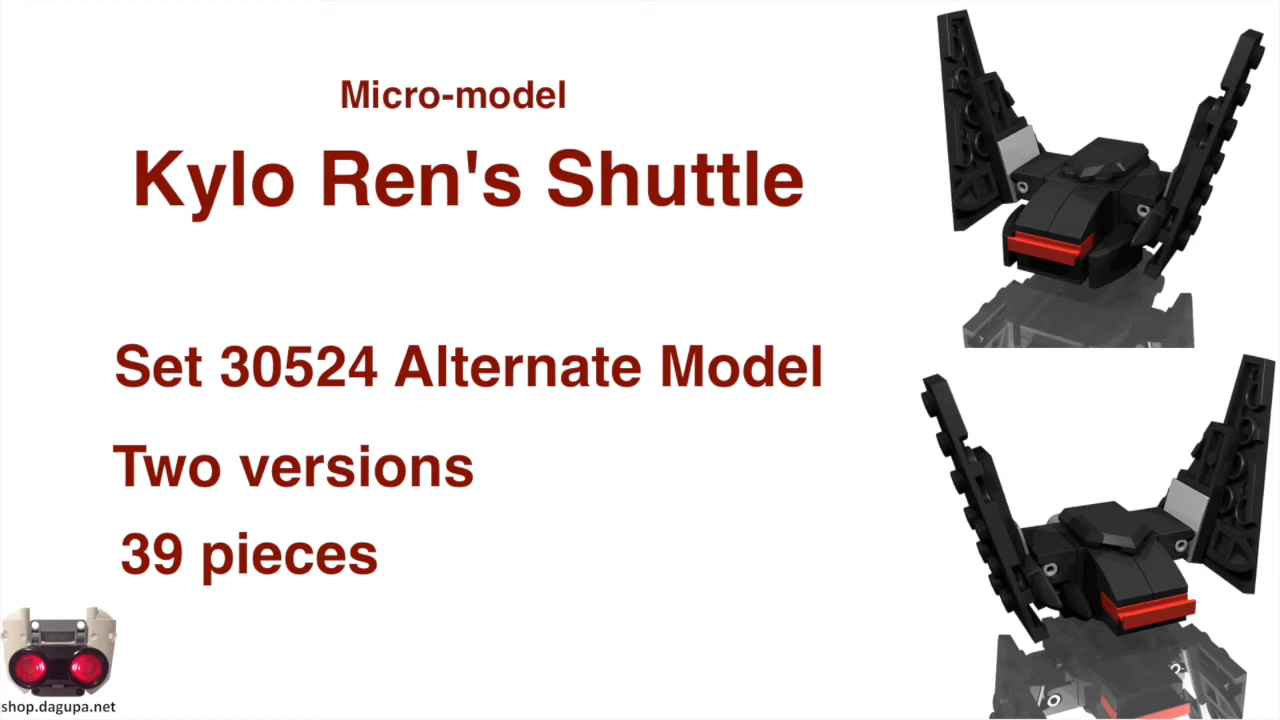 Micro-model
Kylo Ren's Shuttle
Set 30524 Alternate Model
Two versions
39 pieces
shop.dagupa.net